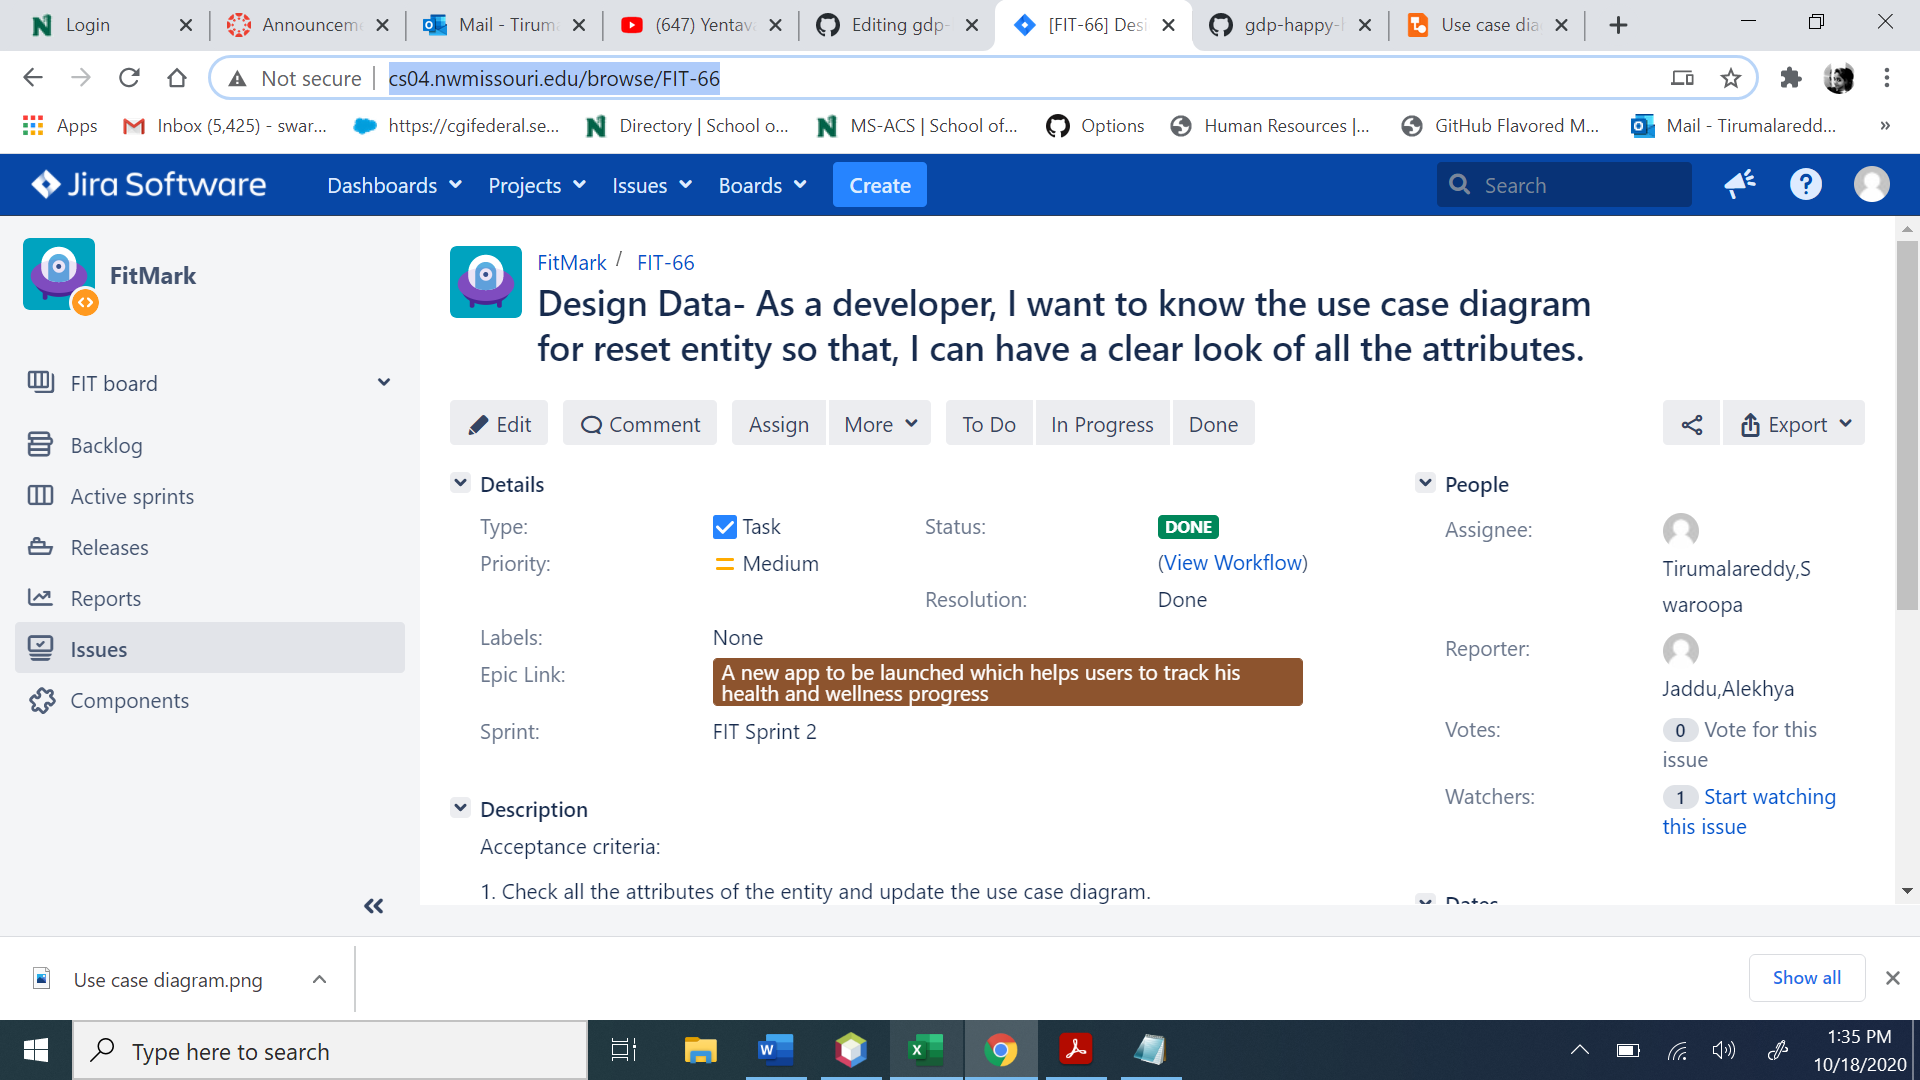 Login
Announcem
Mail - Tiruma
(647) Yentava
Editing gdp-
[FIT-66] Desi
gdp-happy-h
Use case dia
Not secure
cs04.nwmissouri.edu/browse/FIT-66
Apps
Inbox (5,425) - swar...
https://cgifederal.se...
Directory | School o...
MS-ACS | School of...
Options
Human Resources |...
GitHub Flavored M...
Mail - Tirumalaredd...
»
Jira Software
Dashboards
Projects
Issues
Boards
Create
Search
FitMark
FIT board
Backlog
Active sprints
Releases
Reports
Issues
Components
FitMark / FIT-66
Design Data- As a developer, I want to know the use case diagram
for reset entity so that, I can have a clear look of all the attributes.
Edit
Comment
Assign
More
To Do
In Progress
Done
Export
Details
Type:
Task
Status:
DONE
Priority:
Medium
(View Workflow)
Resolution:
Done
Labels:
None
Epic Link:
A new app to be launched which helps users to track his
health and wellness progress
Sprint:
FIT Sprint 2
Description
Acceptance criteria:
1. Check all the attributes of the entity and update the use case diagram.
People
Assignee:
Tirumalareddy,S
waroopa
Reporter:
Jaddu,Alekhya
Votes:
0 Vote for this
issue
Watchers:
1 Start watching
this issue
Dates
Use case diagram.png
Show all
Type here to search
1:35 PM
10/18/2020